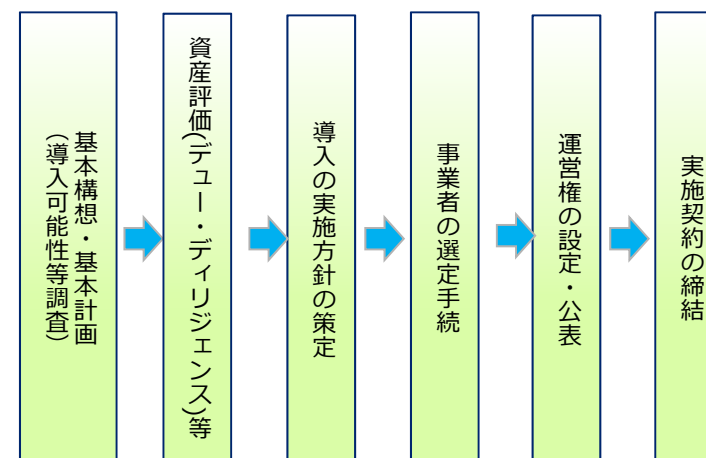 基本構想・基本計画
（導入可能性等調査）
資産評価(デュー・ディリジェンス)等
導入の実施方針の策定
事業者の選定手続
運営権の設定・公表
実施契約の締結